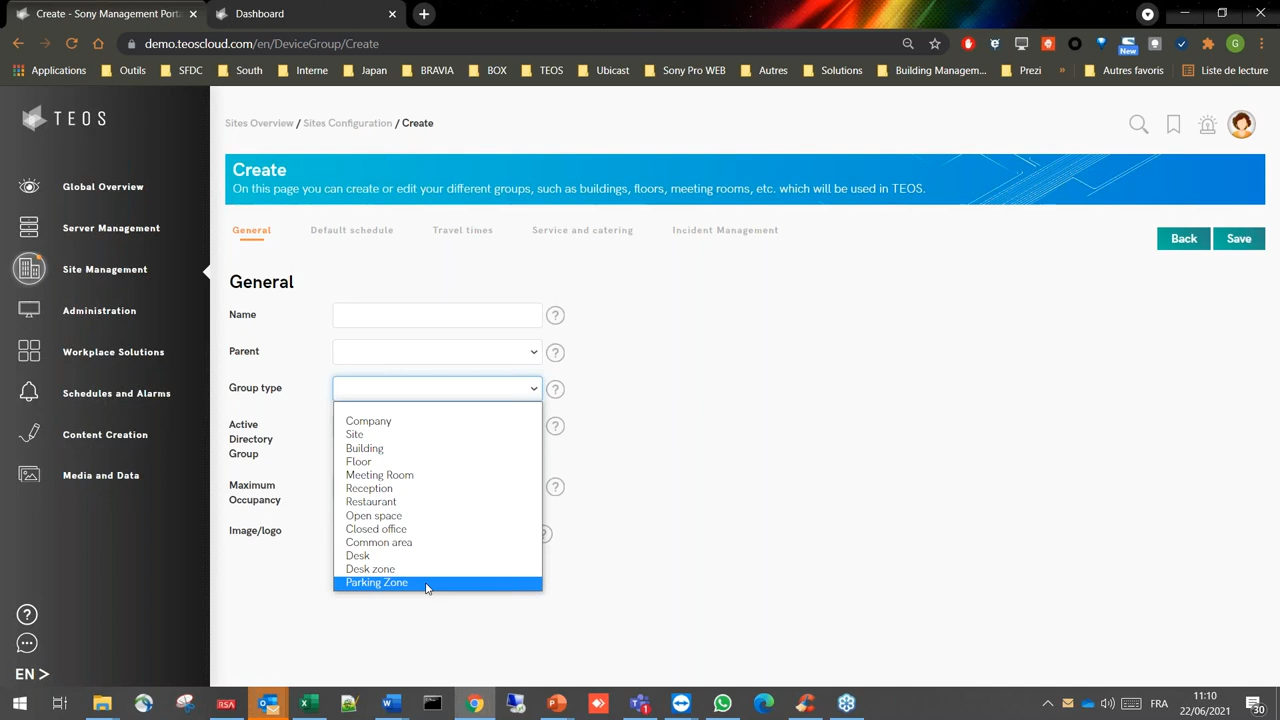 Create - Sony Management Port
Dashboard
demo.teoscloud.com/en/DeviceGroup/Create
New
G
Applications
Outils
SFDC
South
Interne
Japan
BRAVIA
BOX
TEOS
Ubicast
Sony Pro WEB
Autres
Solutions
Building Managem...
Prezi
»
Autres favoris
Liste de lecture
TEOS
Sites Overview / Sites Configuration / Create
Create
On this page you can create or edit your different groups, such as buildings, floors, meeting rooms, etc. which will be used in TEOS.
Global Overview
Server Management
Site Management
Administration
Workplace Solutions
Schedules and Alarms
Content Creation
Media and Data
EN >
General
Default schedule
Travel times
Service and catering
Incident Management
Back
Save
General
Name
?
Parent
?
Group type
?
Active
Directory
Group
?
Maximum
Occupancy
?
Image/logo
?
Company
Site
Building
Floor
Meeting Room
Reception
Restaurant
Open space
Closed office
Common area
Desk
Desk zone
Parking Zone
?
RSA
FRA
11:10
22/06/2021
30